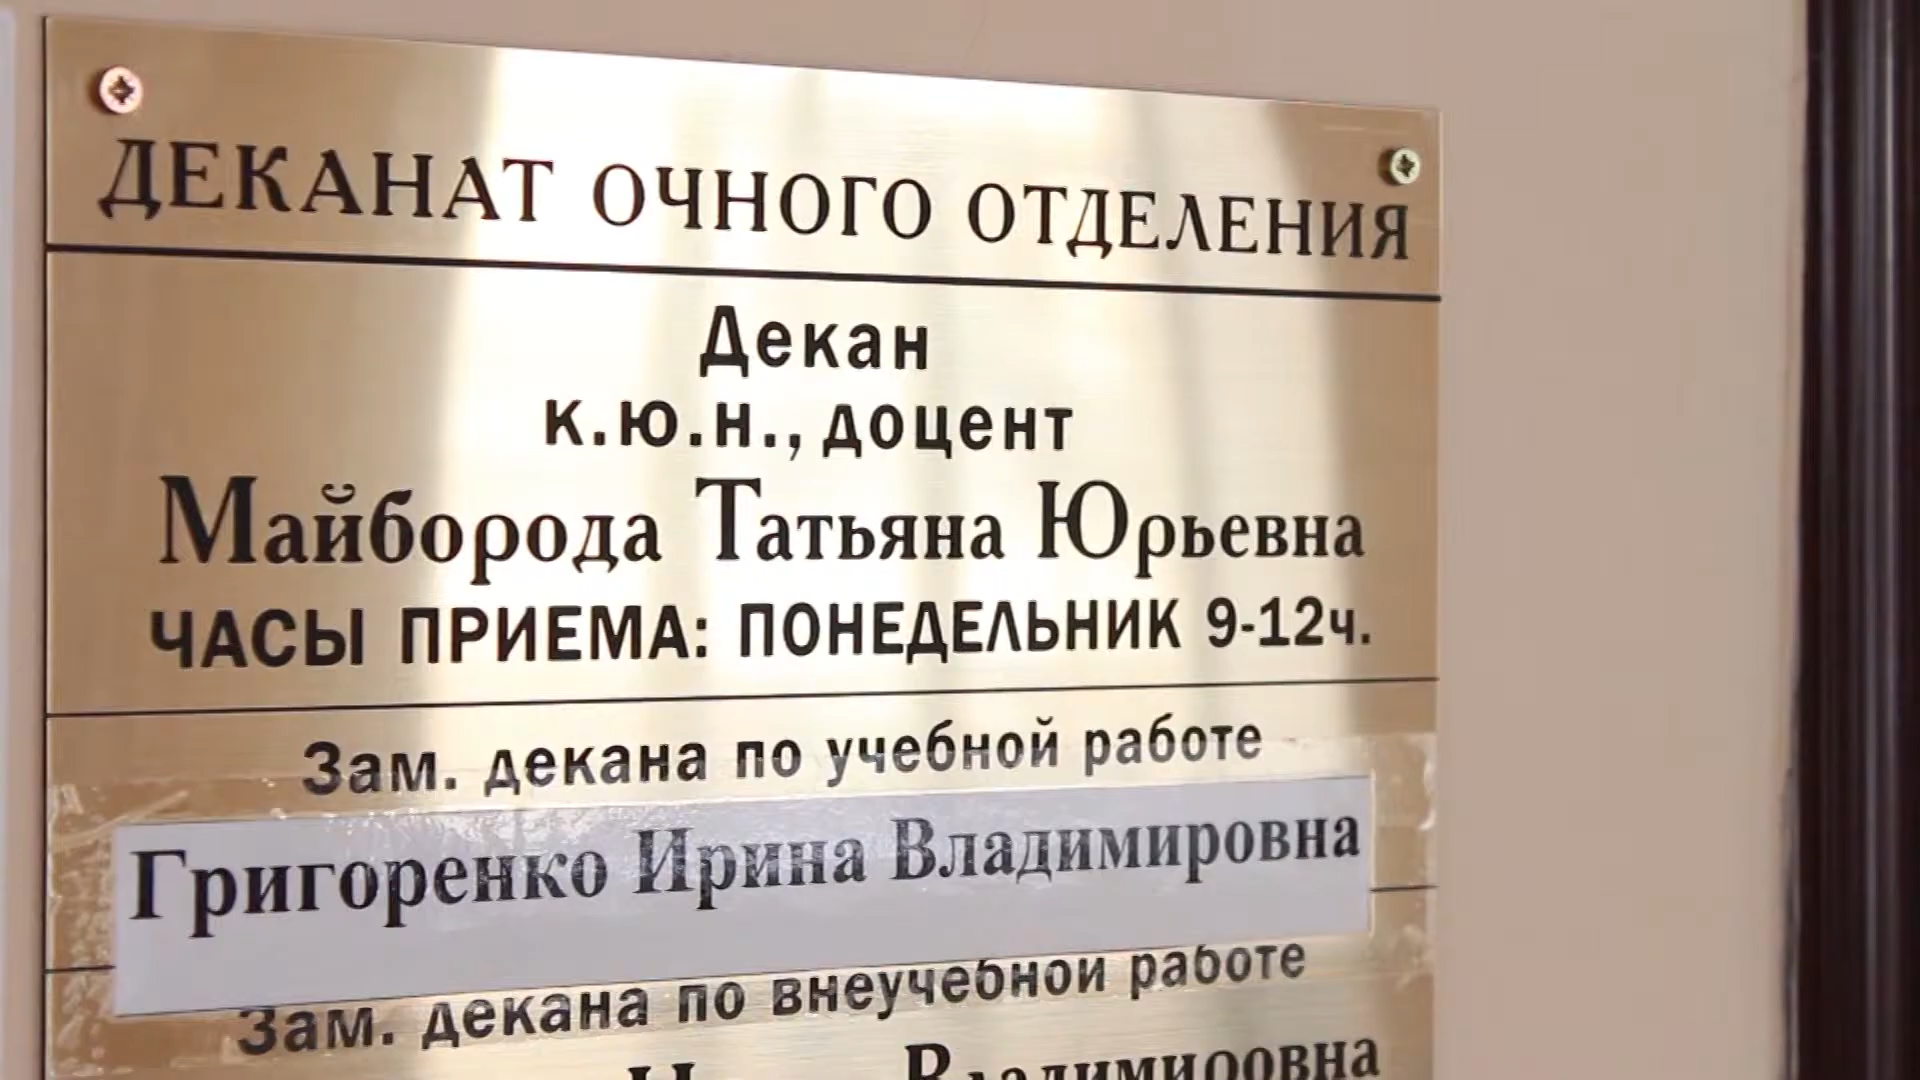 ДЕКАНАТ ОЧНОГО ОТДЕЛЕНИЯ
Декан
к.ю.н., доцент
Майборода Татьяна Юрьевна
ЧАСЫ ПРИЕМА: ПОНЕДЕЛЬНИК 9-12ч.
Зам. декана по учебной работе
Григоренко Ирина Владимировна
Зам. декана по внеучебной работе
Владимировна